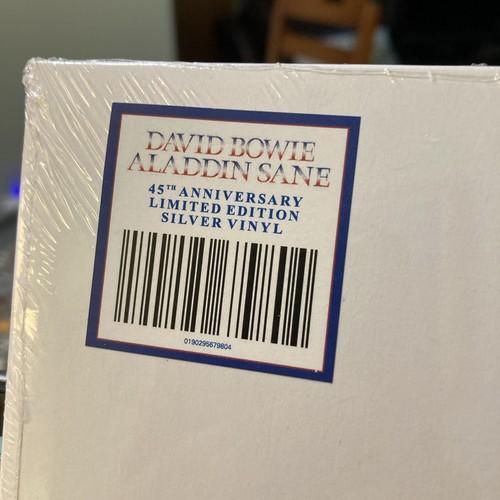 DAVID BOWIE
ALADDIN SANE
45TH ANNIVERSARY
LIMITED EDITION
SILVER VINYL
0190295679804